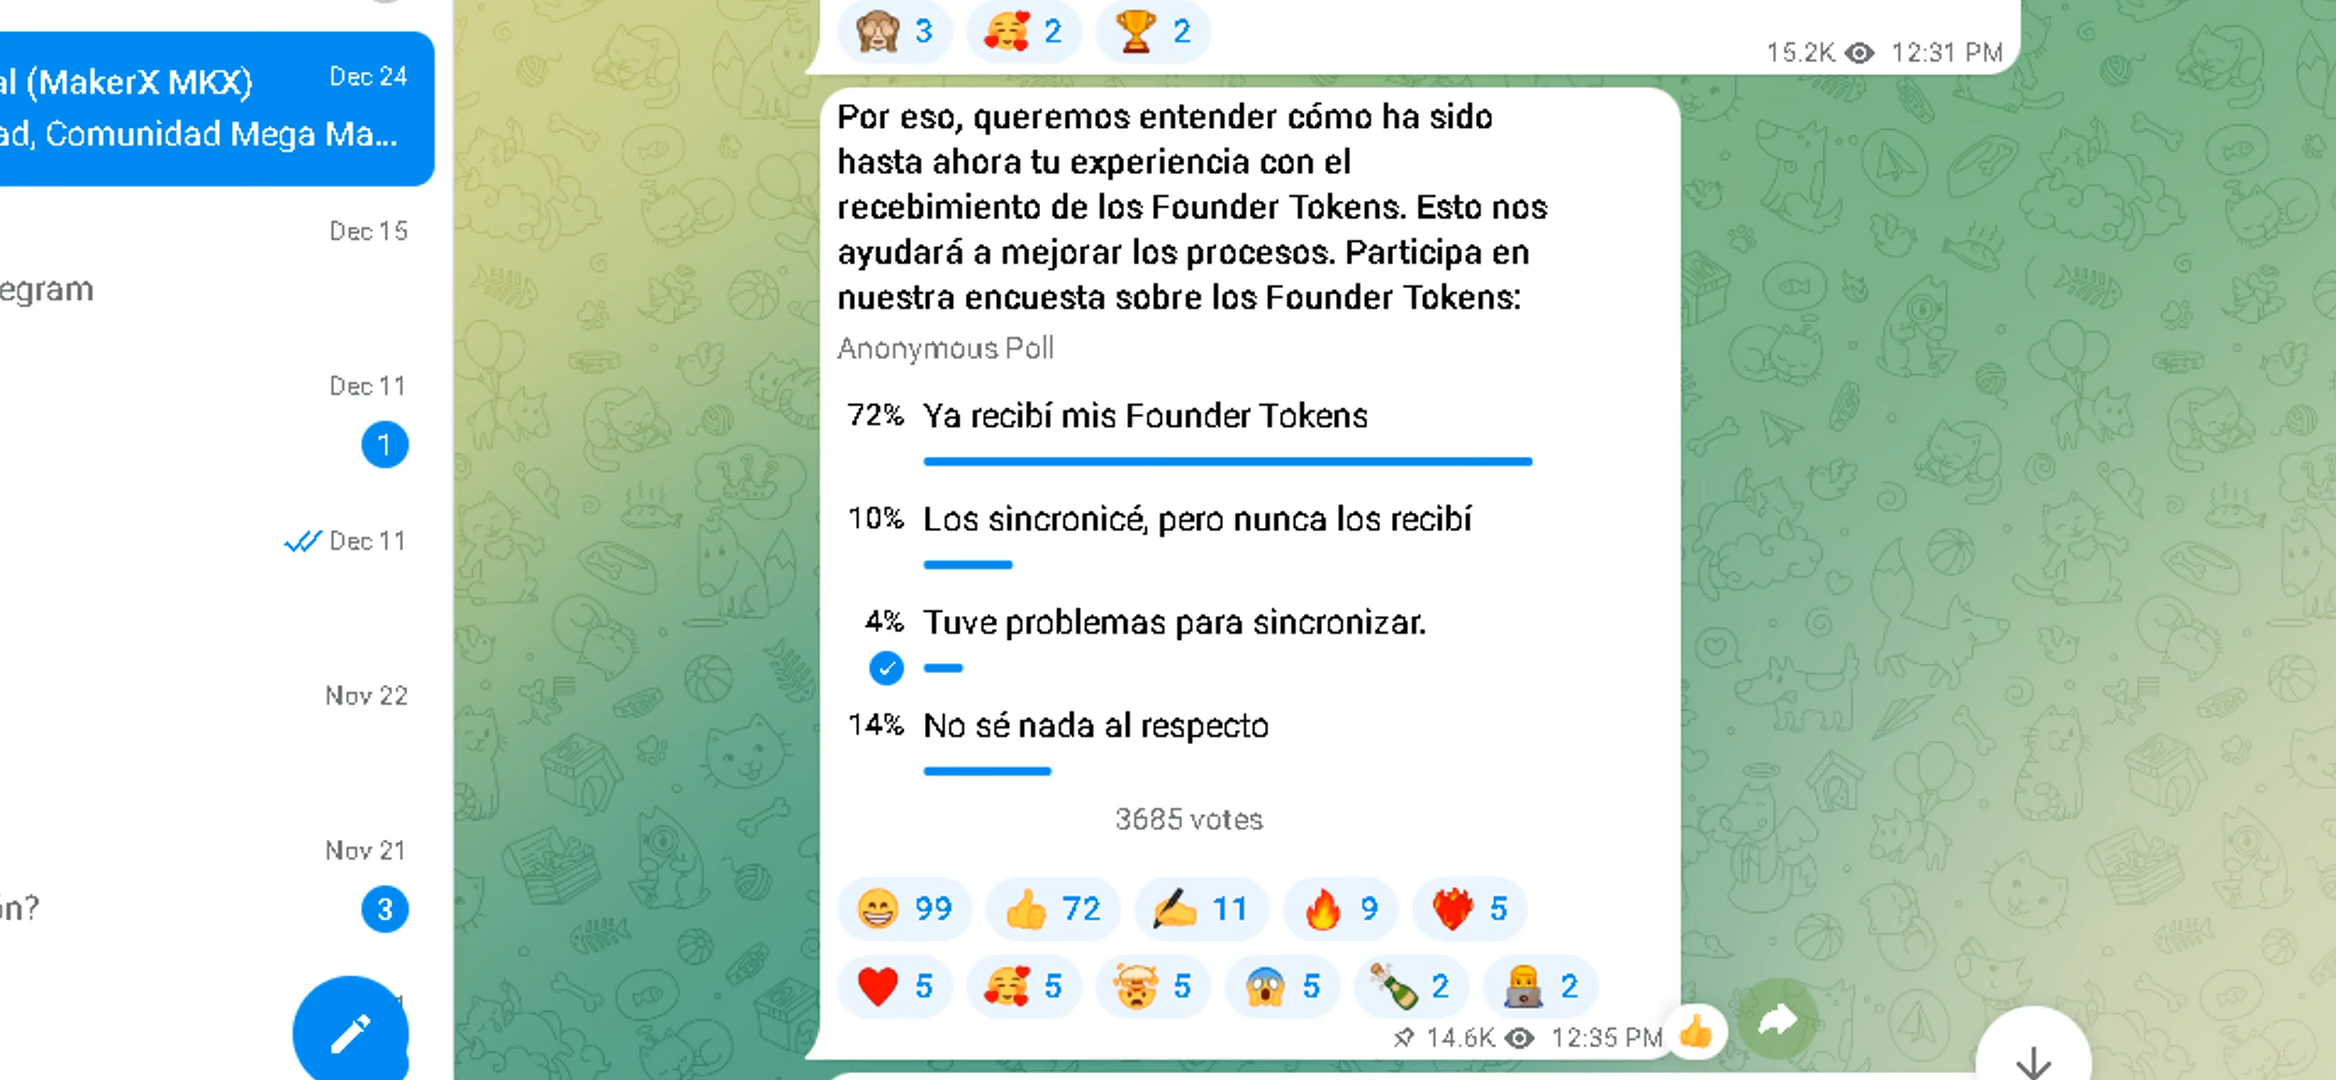 al (MakerX MKX)
Dec 24
ad, Comunidad Mega Ma...
Dec 15
egram
Dec 11
1
Dec 11
Nov 22
Nov 21
ón?
3
3
2
2
15.2K
12:31 PM
Por eso, queremos entender cómo ha sido
hasta ahora tu experiencia con el
recebimiento de los Founder Tokens. Esto nos
ayudará a mejorar los procesos. Participa en
nuestra encuesta sobre los Founder Tokens:
Anonymous Poll
72% Ya recibí mis Founder Tokens
10% Los sincronicé, pero nunca los recibí
4% Tuve problemas para sincronizar.
14% No sé nada al respecto
3685 votes
99 72 11 9 5
5 5 5 5 2 2
14.6K 12:35 PM